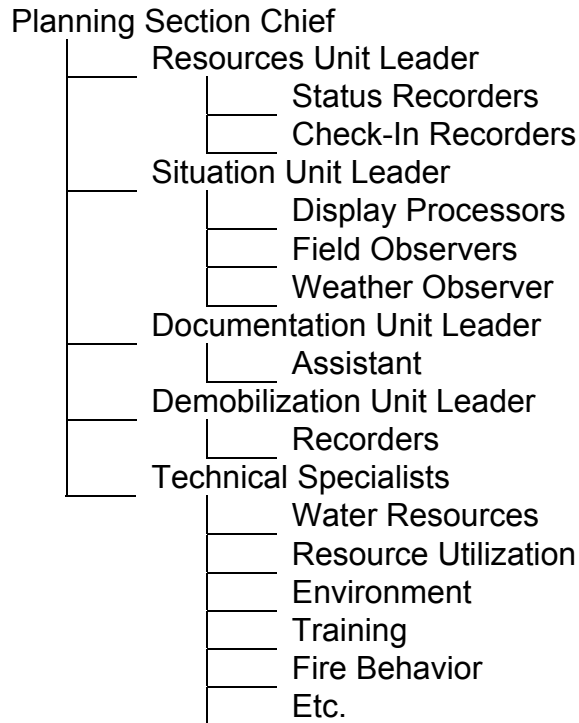 Planning Section Chief
Resources Unit Leader
Status Recorders
Check-In Recorders
Situation Unit Leader
Display Processors
Field Observers
Weather Observer
Documentation Unit Leader
Assistant
Demobilization Unit Leader
Recorders
Technical Specialists
Water Resources
Resource Utilization
Environment
Training
Fire Behavior
Etc.